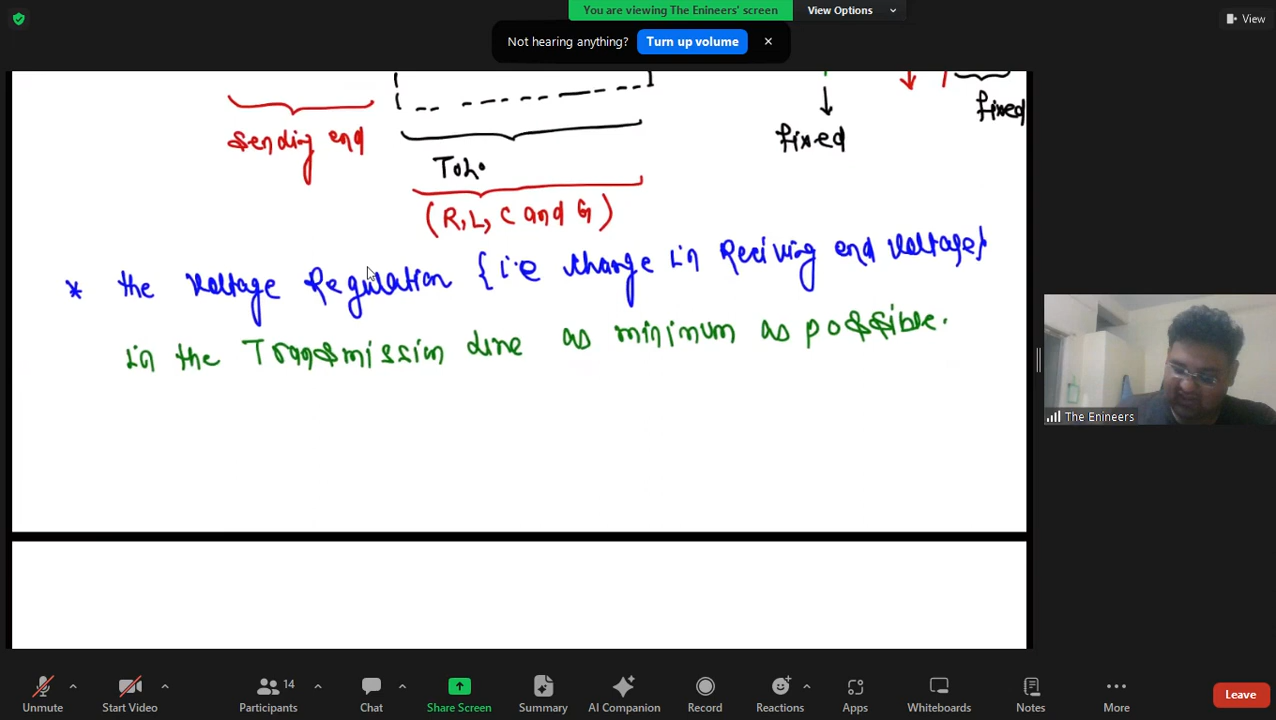 You are viewing The Enineers' screen
View Options
View
Not hearing anything?
Turn up volume
fixed
fixed
Sending end
T.L.
(R, L, C and G)
* the Voltage Regulation {i.e change in Reciving end Voltage}
in the Transmission line as minimum as possible.
The Enineers
Unmute
Start Video
Participants
14
Chat
Share Screen
Summary
AI Companion
Record
Reactions
Apps
Whiteboards
Notes
More
Leave